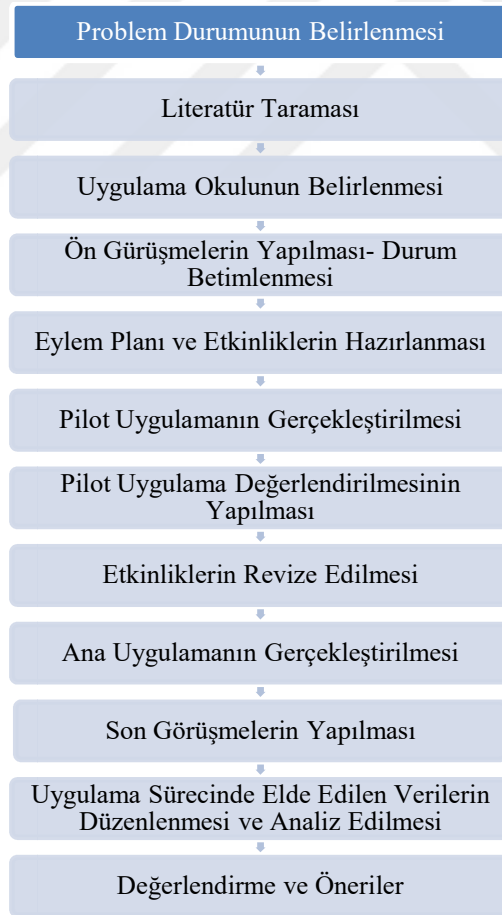 Problem Durumunun Belirlenmesi
Literatür Taraması
Uygulama Okulunun Belirlenmesi
Ön Gürüşmelerin Yapılması- Durum
Betimlenmesi
Eylem Planı ve Etkinliklerin Hazırlanması
Pilot Uygulamanın Gerçekleştirilmesi
Pilot Uygulama Değerlendirilmesinin
Yapılması
Etkinliklerin Revize Edilmesi
Ana Uygulamanın Gerçekleştirilmesi
Son Görüşmelerin Yapılması
Uygulama Sürecinde Elde Edilen Verilerin
Düzenlenmesi ve Analiz Edilmesi
Değerlendirme ve Öneriler